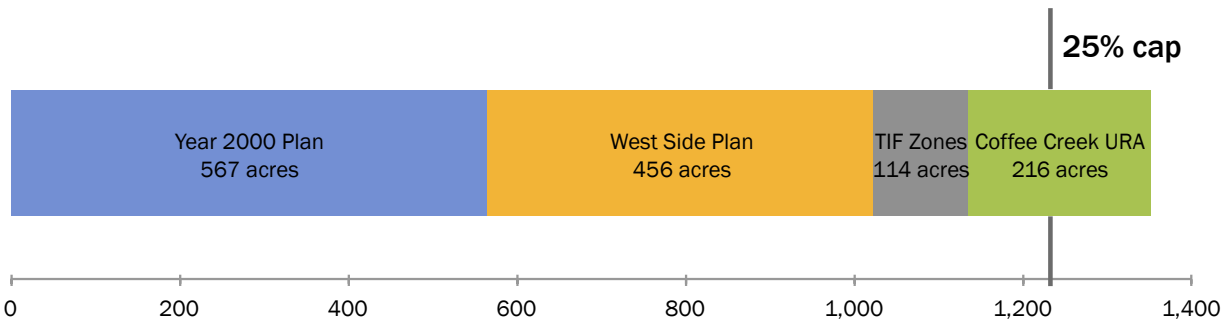 25% cap
Year 2000 Plan
567 acres
West Side Plan
456 acres
TIF Zones
114 acres
Coffee Creek URA
216 acres
0
200
400
600
800
1,000
1,200
1,400